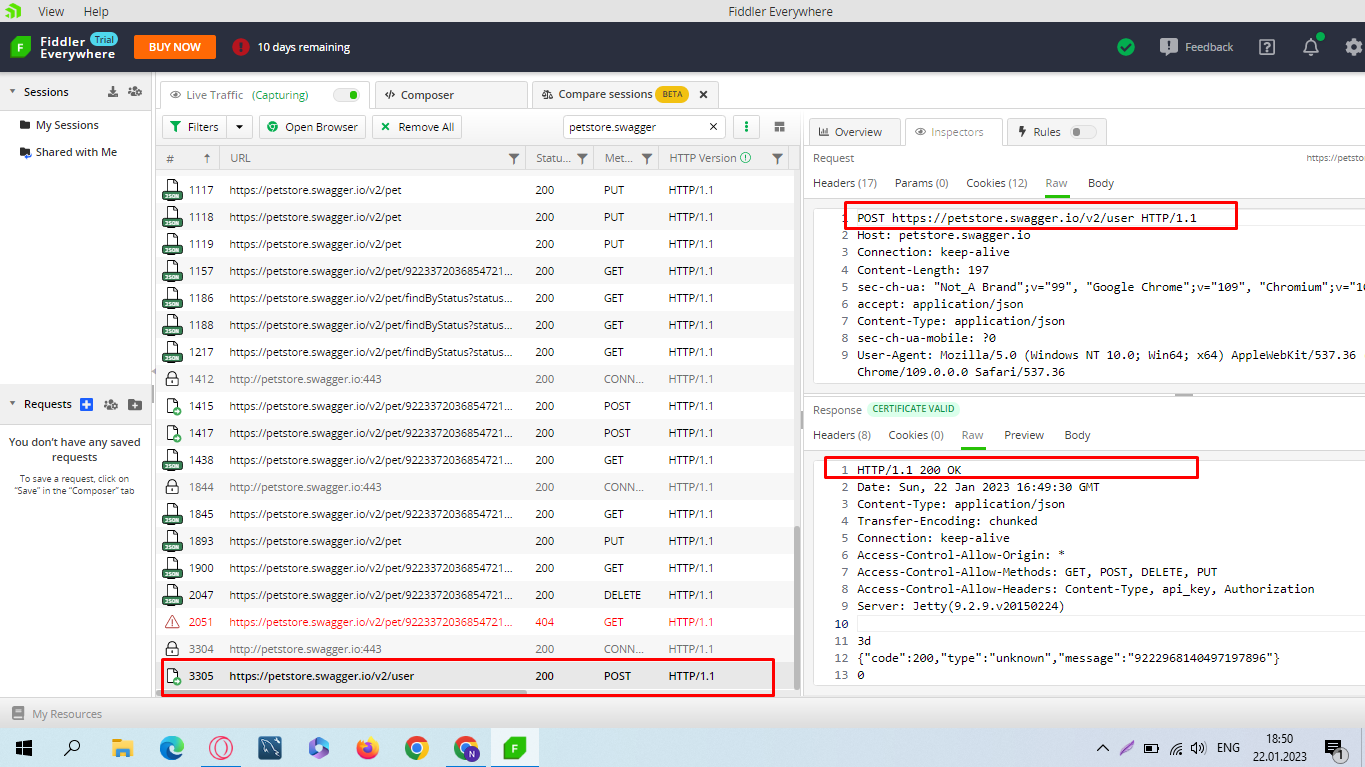 View Help Fiddler Everywhere
Fiddler Trial
Everywhere
BUY NOW
10 days remaining
Feedback
Sessions
My Sessions
Shared with Me
Requests
You don't have any saved
requests
To save a request, click on
"Save" in the "Composer" tab
Live Traffic (Capturing)
Composer
Compare sessions BETA
Filters
Open Browser
Remove All
petstore.swagger
# URL Statu... Met... HTTP Version
1117 https://petstore.swagger.io/v2/pet 200 PUT HTTP/1.1
1118 https://petstore.swagger.io/v2/pet 200 PUT HTTP/1.1
1119 https://petstore.swagger.io/v2/pet 200 PUT HTTP/1.1
1157 https://petstore.swagger.io/v2/pet/9223372036854721... 200 GET HTTP/1.1
1186 https://petstore.swagger.io/v2/pet/findByStatus?status... 200 GET HTTP/1.1
1188 https://petstore.swagger.io/v2/pet/findByStatus?status... 200 GET HTTP/1.1
1217 https://petstore.swagger.io/v2/pet/findByStatus?status... 200 GET HTTP/1.1
1412 http://petstore.swagger.io:443 200 CONN... HTTP/1.1
1415 https://petstore.swagger.io/v2/pet/9223372036854721... 200 POST HTTP/1.1
1417 https://petstore.swagger.io/v2/pet/9223372036854721... 200 POST HTTP/1.1
1438 https://petstore.swagger.io/v2/pet/9223372036854721... 200 GET HTTP/1.1
1844 http://petstore.swagger.io:443 200 CONN... HTTP/1.1
1845 https://petstore.swagger.io/v2/pet/9223372036854721... 200 GET HTTP/1.1
1893 https://petstore.swagger.io/v2/pet 200 PUT HTTP/1.1
1900 https://petstore.swagger.io/v2/pet/9223372036854721... 200 GET HTTP/1.1
2047 https://petstore.swagger.io/v2/pet/9223372036854721... 200 DELETE HTTP/1.1
2051 https://petstore.swagger.io/v2/pet/9223372036854721... 404 GET HTTP/1.1
3304 http://petstore.swagger.io:443 200 CONN... HTTP/1.1
3305 https://petstore.swagger.io/v2/user 200 POST HTTP/1.1
Overview
Inspectors
Rules
Request https://petsto
Headers (17) Params (0) Cookies (12) Raw Body
1 POST https://petstore.swagger.io/v2/user HTTP/1.1
2 Host: petstore.swagger.io
3 Connection: keep-alive
4 Content-Length: 197
5 sec-ch-ua: "Not_A Brand";v="99", "Google Chrome";v="109", "Chromium";v="10
6 accept: application/json
7 Content-Type: application/json
8 sec-ch-ua-mobile: ?0
9 User-Agent: Mozilla/5.0 (Windows NT 10.0; Win64; x64) AppleWebKit/537.36
Chrome/109.0.0.0 Safari/537.36
Response CERTIFICATE VALID
Headers (8) Cookies (0) Raw Preview Body
1 HTTP/1.1 200 OK
2 Date: Sun, 22 Jan 2023 16:49:30 GMT
3 Content-Type: application/json
4 Transfer-Encoding: chunked
5 Connection: keep-alive
6 Access-Control-Allow-Origin: *
7 Access-Control-Allow-Methods: GET, POST, DELETE, PUT
8 Access-Control-Allow-Headers: Content-Type, api_key, Authorization
9 Server: Jetty(9.2.9.v20150224)
10
11 3d
12 {"code":200,"type":"unknown","message":"9222968140497197896"}
13 0
My Resources
ENG
18:50
22.01.2023
1